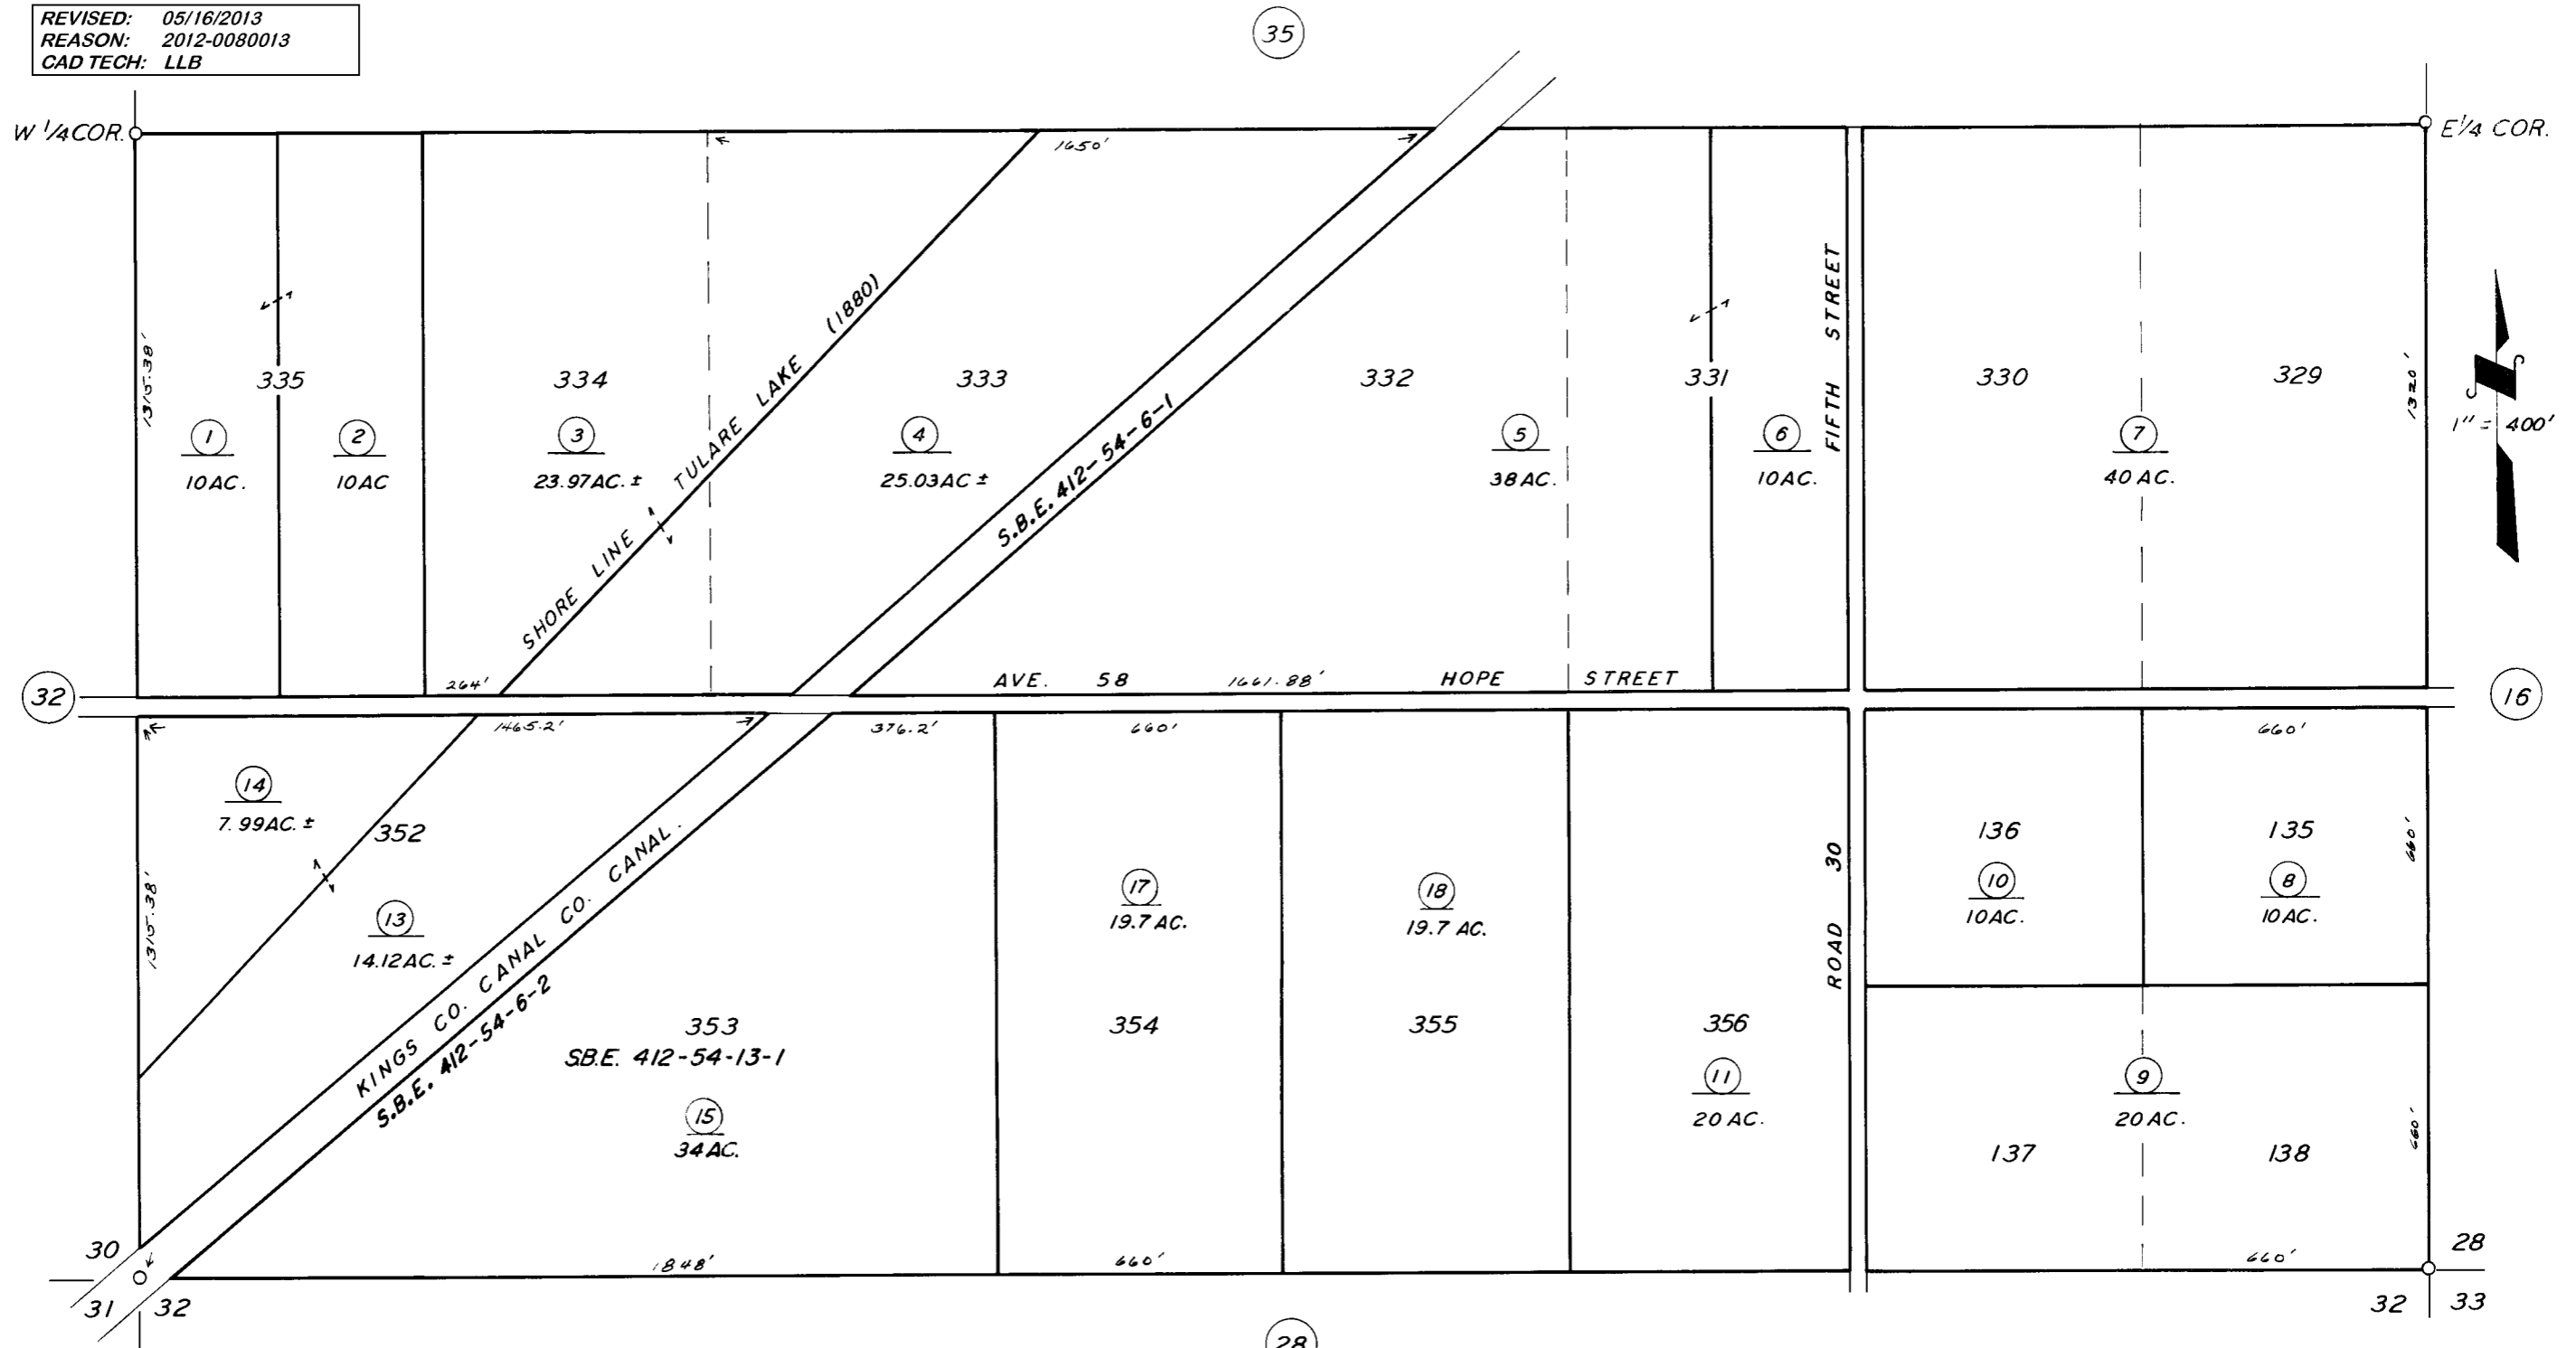 REVISED: 05/16/2013
REASON: 2012-0080013
CAD TECH: LLB
35
W 1/4 COR.
E 1/4 COR.
1650'
1315.38'
335
334
333
332
331
330
329
1320'
1
10 AC.
2
10 AC
3
23.97 AC. ±
4
25.03 AC ±
5
38 AC.
6
10 AC.
7
40 AC.
SHORE LINE TULARE LAKE (1880)
S.B.E. 412-54-6-1
FIFTH STREET
1" = 400'
264'
AVE. 58
1661.88'
HOPE STREET
32
16
1465.2'
376.2'
660'
660'
14
7.99 AC. ±
352
13
14.12 AC. ±
1315.38'
KINGS CO. CANAL CO. CANAL.
S.B.E. 412-54-6-2
353
S.B.E. 412-54-13-1
15
34 AC.
17
19.7 AC.
354
18
19.7 AC.
355
356
11
20 AC.
ROAD 30
136
10
10 AC.
135
8
10 AC.
660'
9
20 AC.
137
138
660'
30
31
32
1848'
660'
660'
28
32
33
28